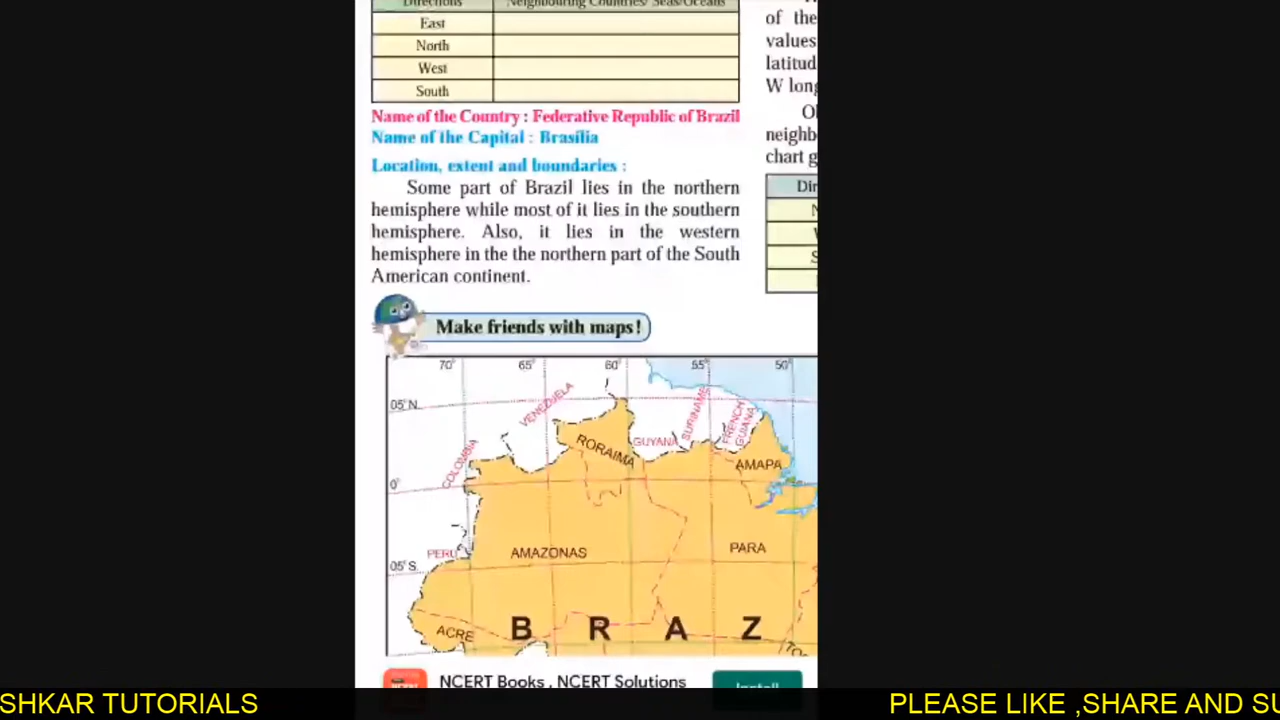 Directions Neighbouring Countries/ Seas/Oceans
East
North
West
South
Name of the Country : Federative Republic of Brazil
Name of the Capital : Brasília
Location, extent and boundaries :
Some part of Brazil lies in the northern
hemisphere while most of it lies in the southern
hemisphere. Also, it lies in the western
hemisphere in the the northern part of the South
American continent.
Make friends with maps!
of the
values
latitud
W long
neighb
chart g
Dir
70° 65° 60° 55° 50°
05° N
VENEZUELA
SURINAME
FRENCH GUIANA
COLOMBIA
GUYANA
RORAIMA
AMAPA
0°
PERU
AMAZONAS
PARA
05° S
ACRE
B R A Z
TO
NCERT Books , NCERT Solutions
Install
SHKAR TUTORIALS
PLEASE LIKE ,SHARE AND SU